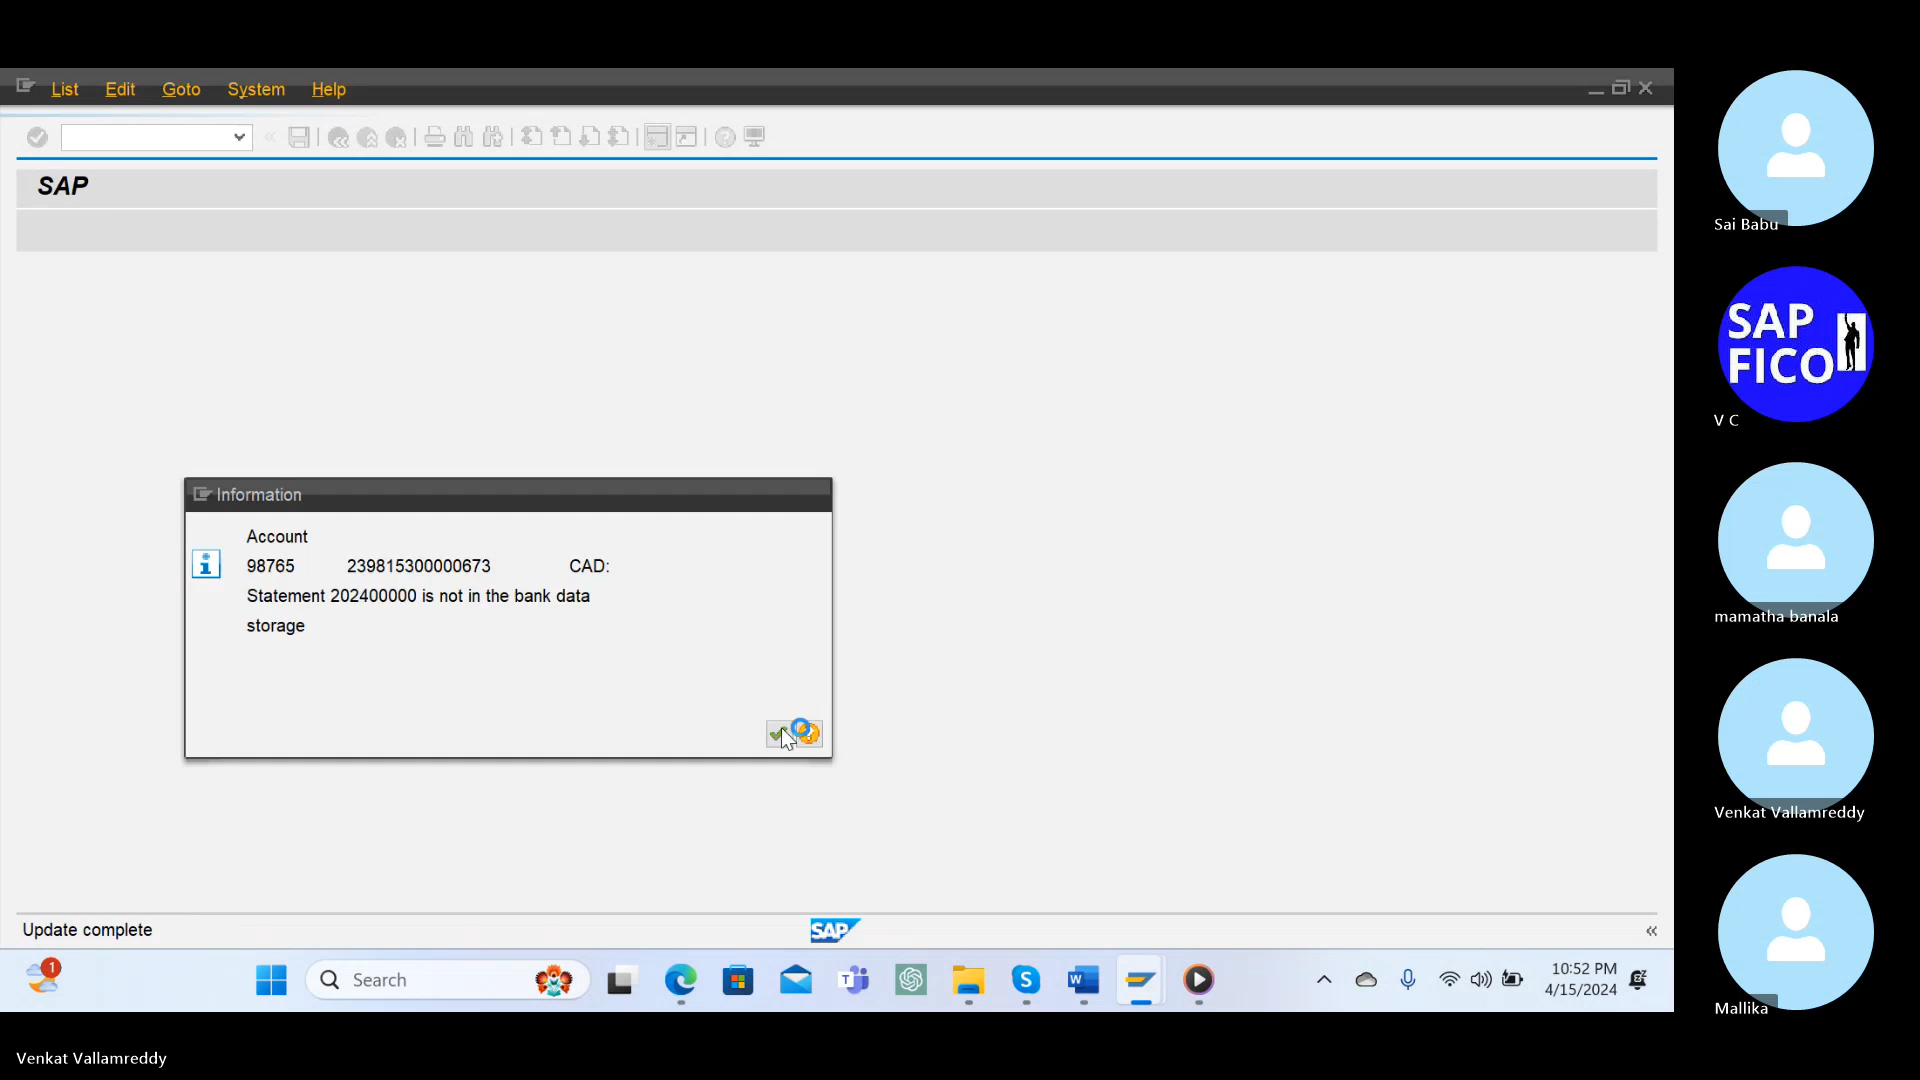 List Edit Goto System Help
SAP
Information
Account
98765 239815300000673 CAD:
Statement 202400000 is not in the bank data
storage
Update complete
SAP
1
Search
10:52 PM
4/15/2024
Sai Babu
SAP
FICO
V C
mamatha banala
Venkat Vallamreddy
Mallika
Venkat Vallamreddy